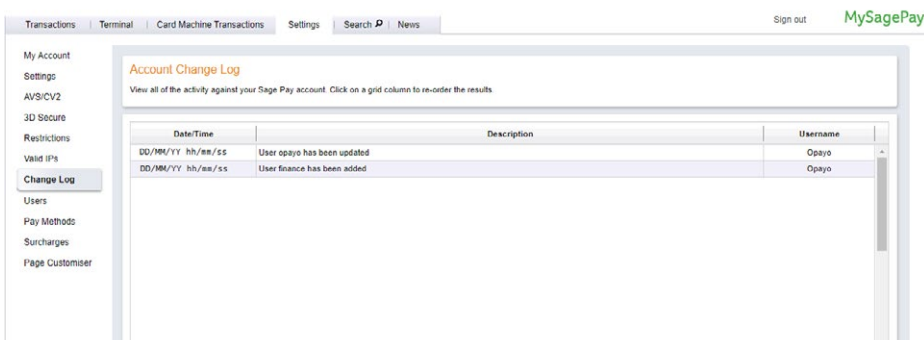 Transactions | Terminal | Card Machine Transactions Settings Search | News Sign out MySagePay
My Account
Settings
AVS/CV2
3D Secure
Restrictions
Valid IPs
Change Log
Users
Pay Methods
Surcharges
Page Customiser
Account Change Log
View all of the activity against your Sage Pay account. Click on a grid column to re-order the results
Date/Time Description Username
DD/MM/YY hh/mm/ss User opayo has been updated Opayo
DD/MM/YY hh/mm/ss User finance has been added Opayo